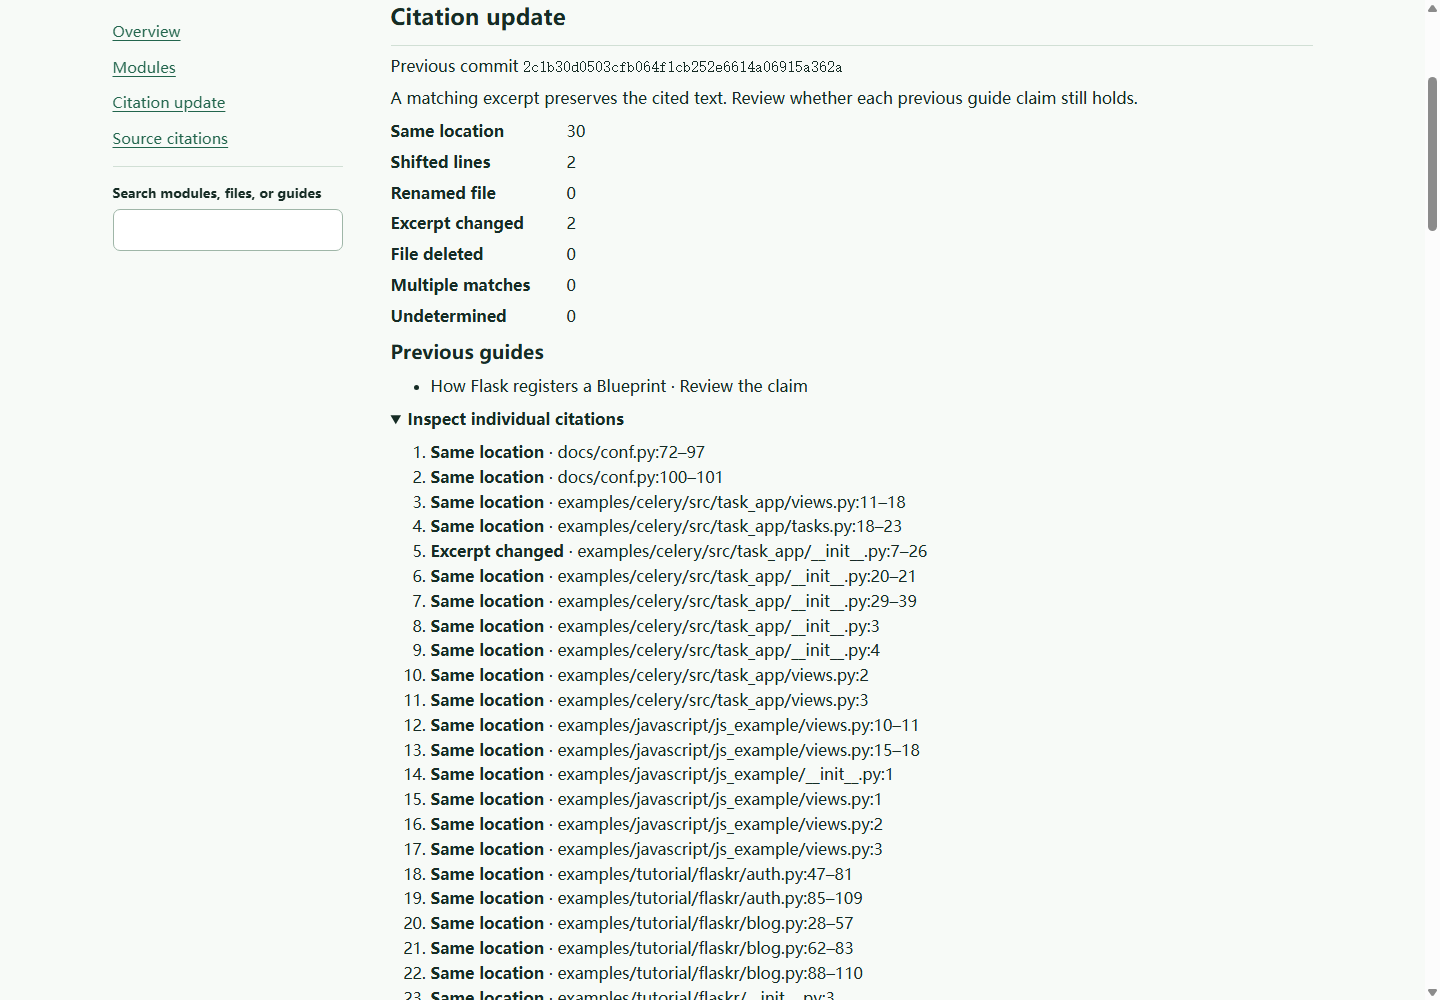 Overview
Modules
Citation update
Source citations
Search modules, files, or guides
Citation update
Previous commit 2c1b30d0503cfb064f1cb252e6614a06915a362a
A matching excerpt preserves the cited text. Review whether each previous guide claim still holds.
Same location 30
Shifted lines 2
Renamed file 0
Excerpt changed 2
File deleted 0
Multiple matches 0
Undetermined 0
Previous guides
• How Flask registers a Blueprint · Review the claim
▼ Inspect individual citations
1. Same location · docs/conf.py:72–97
2. Same location · docs/conf.py:100–101
3. Same location · examples/celery/src/task_app/views.py:11–18
4. Same location · examples/celery/src/task_app/tasks.py:18–23
5. Excerpt changed · examples/celery/src/task_app/__init__.py:7–26
6. Same location · examples/celery/src/task_app/__init__.py:20–21
7. Same location · examples/celery/src/task_app/__init__.py:29–39
8. Same location · examples/celery/src/task_app/__init__.py:3
9. Same location · examples/celery/src/task_app/__init__.py:4
10. Same location · examples/celery/src/task_app/views.py:2
11. Same location · examples/celery/src/task_app/views.py:3
12. Same location · examples/javascript/js_example/views.py:10–11
13. Same location · examples/javascript/js_example/views.py:15–18
14. Same location · examples/javascript/js_example/__init__.py:1
15. Same location · examples/javascript/js_example/views.py:1
16. Same location · examples/javascript/js_example/views.py:2
17. Same location · examples/javascript/js_example/views.py:3
18. Same location · examples/tutorial/flaskr/auth.py:47–81
19. Same location · examples/tutorial/flaskr/auth.py:85–109
20. Same location · examples/tutorial/flaskr/blog.py:28–57
21. Same location · examples/tutorial/flaskr/blog.py:62–83
22. Same location · examples/tutorial/flaskr/blog.py:88–110
23. Same location · examples/tutorial/flaskr/__init__.py:3